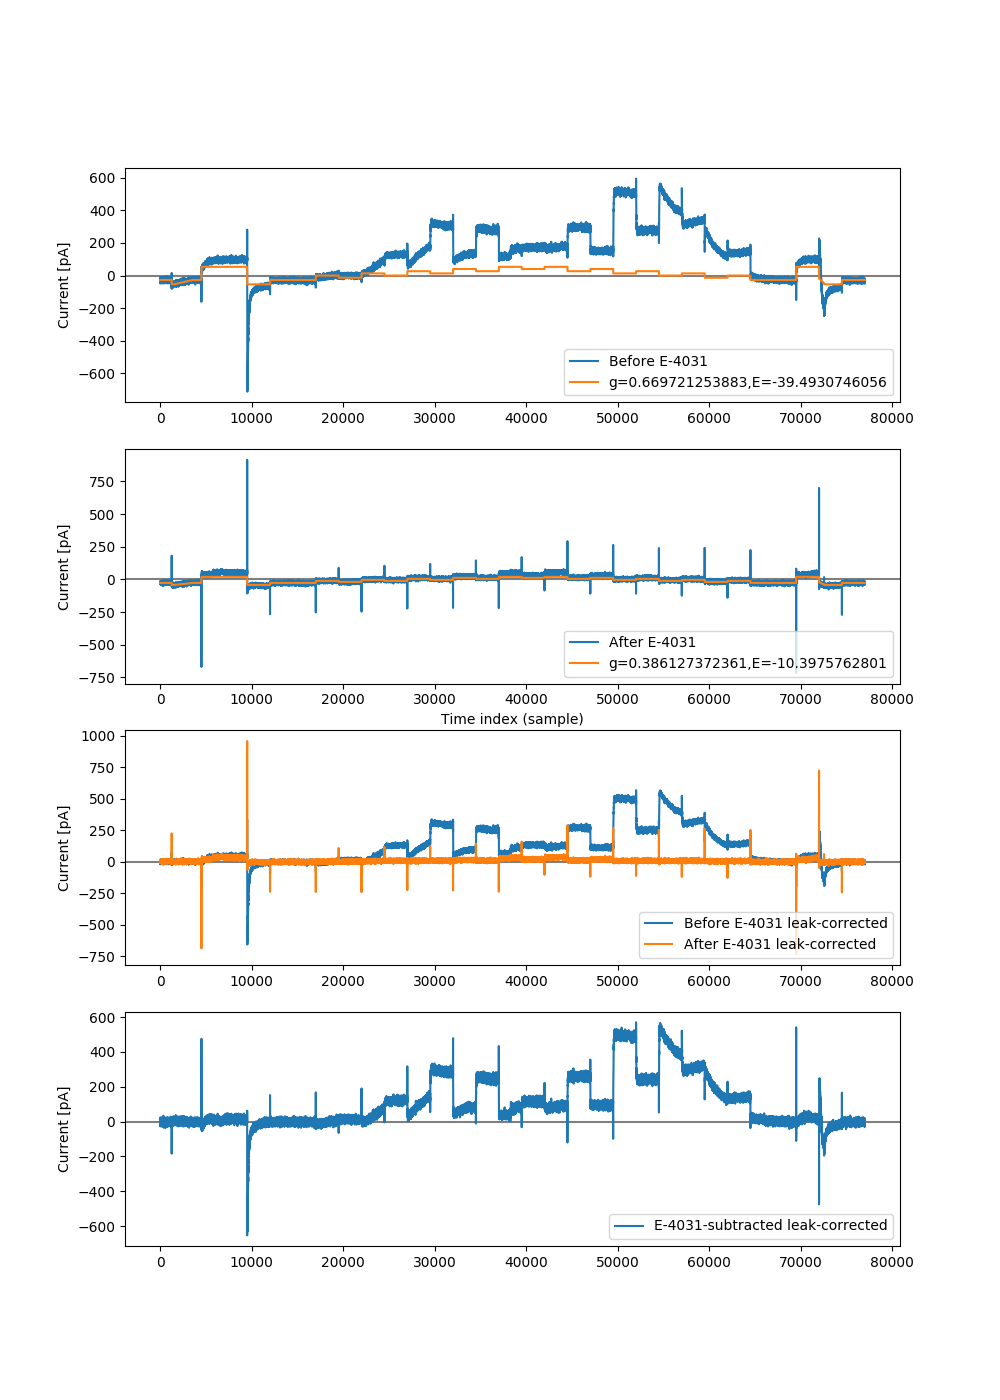 600
400
200
0
−200
−400
−600
Current [pA]
Before E-4031
g=0.669721253883,E=-39.4930746056
0 10000 20000 30000 40000 50000 60000 70000 80000
750
500
250
0
−250
−500
−750
Current [pA]
After E-4031
g=0.386127372361,E=-10.3975762801
0 10000 20000 30000 40000 50000 60000 70000 80000
Time index (sample)
1000
750
500
250
0
−250
−500
−750
Current [pA]
Before E-4031 leak-corrected
After E-4031 leak-corrected
0 10000 20000 30000 40000 50000 60000 70000 80000
600
400
200
0
−200
−400
−600
Current [pA]
E-4031-subtracted leak-corrected
0 10000 20000 30000 40000 50000 60000 70000 80000